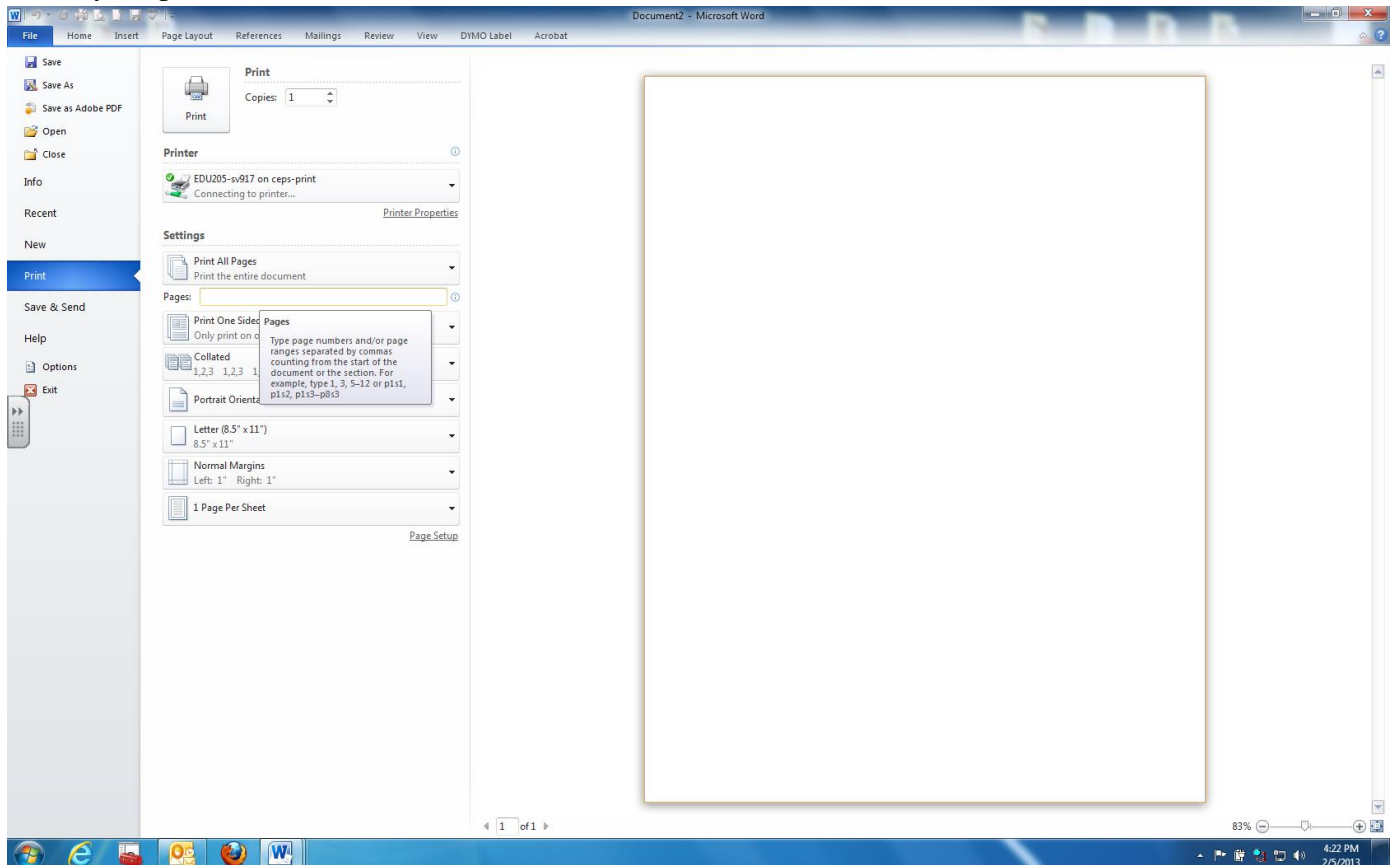 Document2 - Microsoft Word
File Home Insert Page Layout References Mailings Review View DYMO Label Acrobat
Save
Save As
Save as Adobe PDF
Open
Close
Info
Recent
New
Print
Save & Send
Help
Options
Exit
Print
Print
Copies: 1
Printer
EDU205-sv917 on ceps-print
Connecting to printer...
Printer Properties
Settings
Print All Pages
Print the entire document
Pages:
Print One Sided
Only print on o
Collated
1,2,3 1,2,3 1,
Portrait Orienta
Pages
Type page numbers and/or page
ranges separated by commas
counting from the start of the
document or the section. For
example, type 1, 3, 5–12 or p1s1,
p1s2, p1s3–p8s3
Letter (8.5" x 11")
8.5" x 11"
Normal Margins
Left: 1" Right: 1"
1 Page Per Sheet
Page Setup
1 of 1
83%
4:22 PM
2/5/2013